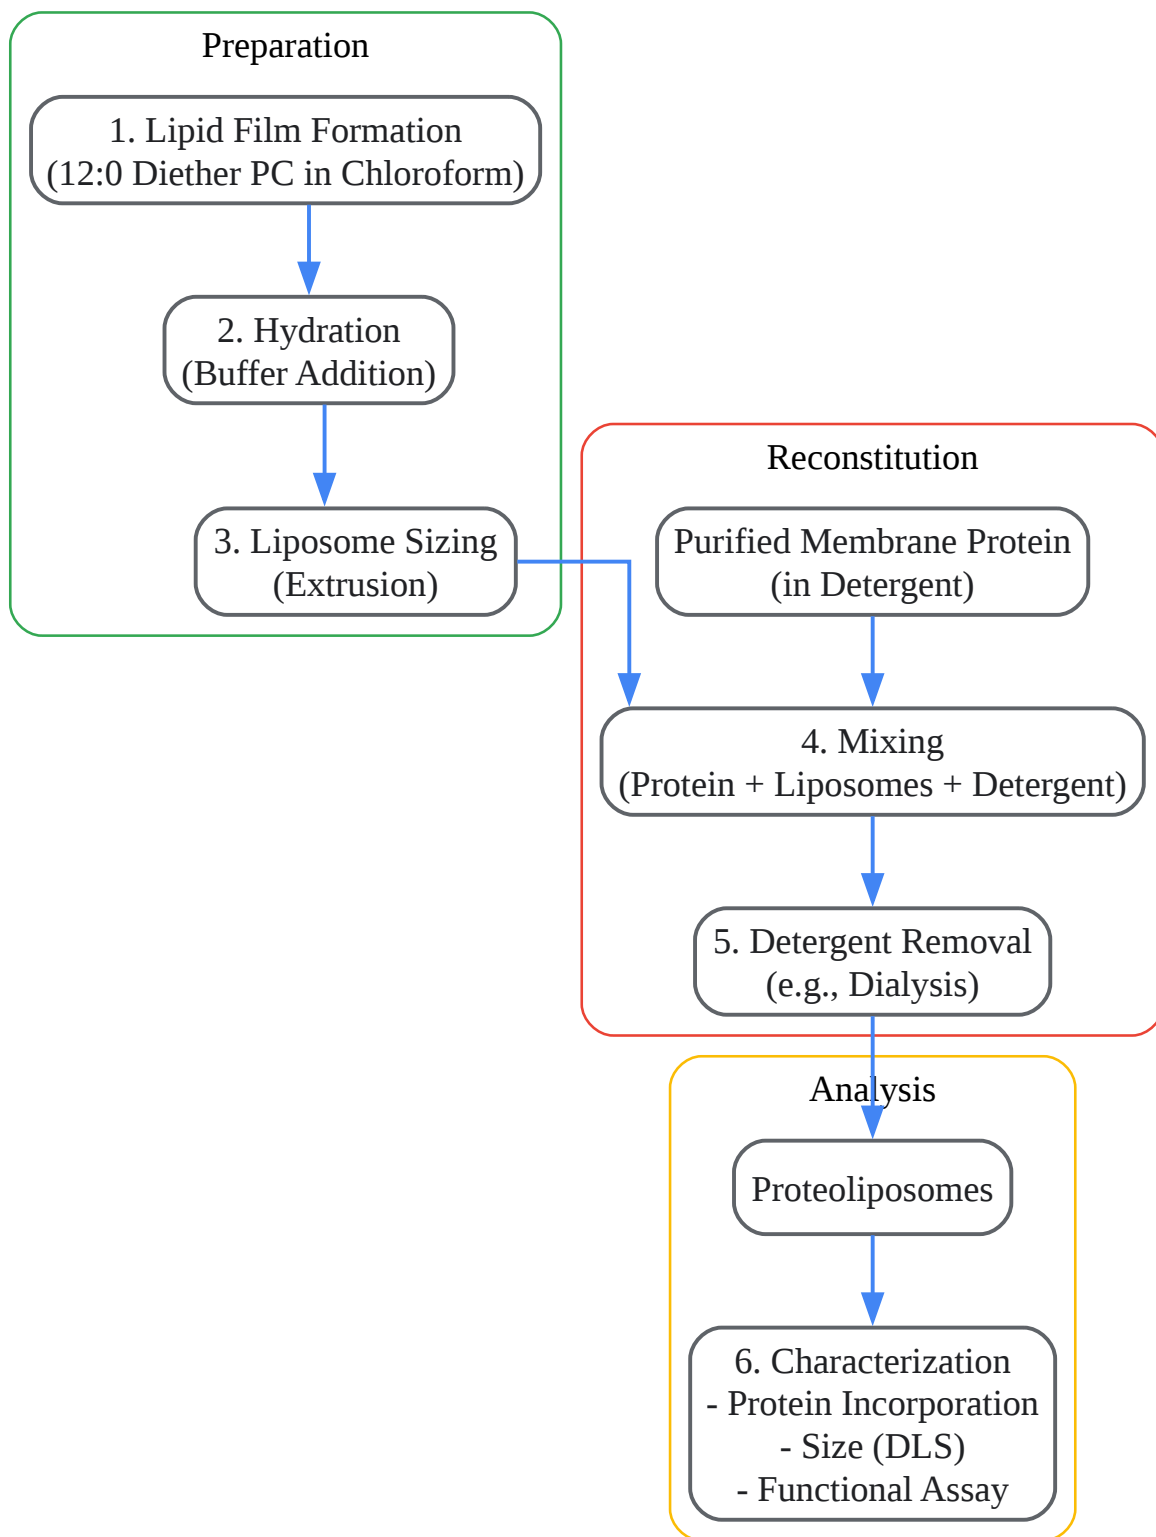 Preparation
1. Lipid Film Formation
(12:0 Diether PC in Chloroform)
2. Hydration
(Buffer Addition)
3. Liposome Sizing
(Extrusion)
Reconstitution
Purified Membrane Protein
(in Detergent)
4. Mixing
(Protein + Liposomes + Detergent)
5. Detergent Removal
(e.g., Dialysis)
Analysis
Proteoliposomes
6. Characterization
- Protein Incorporation
- Size (DLS)
- Functional Assay